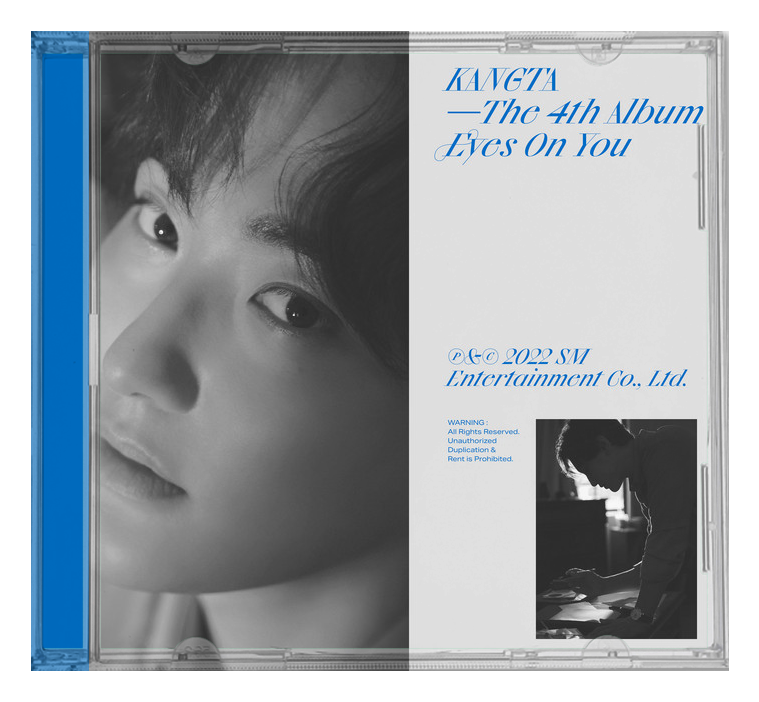 KANGTA
—The 4th Album
Eyes On You
Ⓟ&Ⓒ 2022 SM
Entertainment Co., Ltd.
WARNING :
All Rights Reserved.
Unauthorized
Duplication &
Rent is Prohibited.